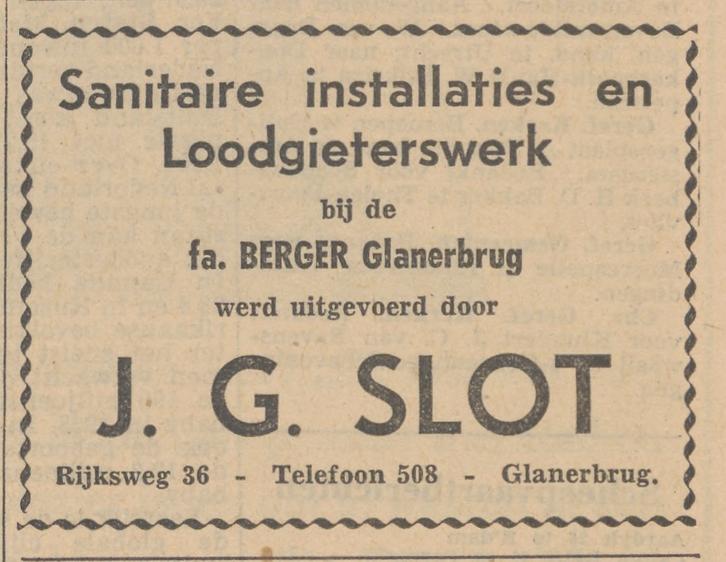 Sanitaire installaties en
Loodgieterswerk
bij de
fa. BERGER Glanerbrug
werd uitgevoerd door
J. G. SLOT
Rijksweg 36 - Telefoon 508 - Glanerbrug.